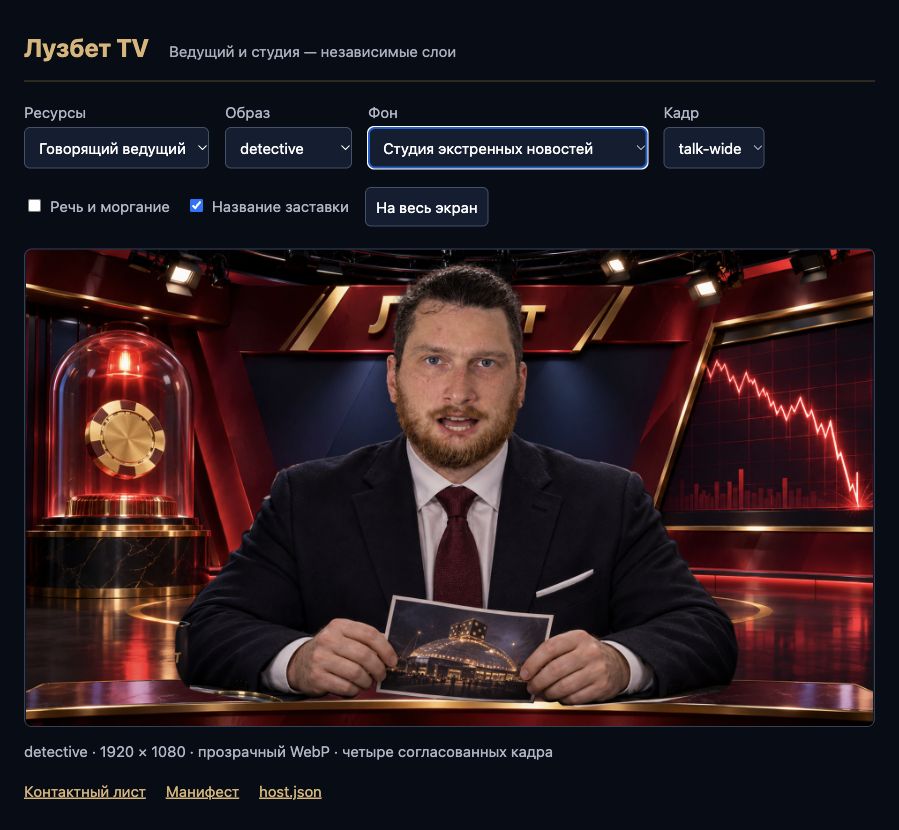 Лузбет TV Ведущий и студия — независимые слои
Ресурсы Образ Фон Кадр
Говорящий ведущий detective Студия экстренных новостей talk-wide
Речь и моргание Название заставки На весь экран
detective · 1920 × 1080 · прозрачный WebP · четыре согласованных кадра
Контактный лист Манифест host.json